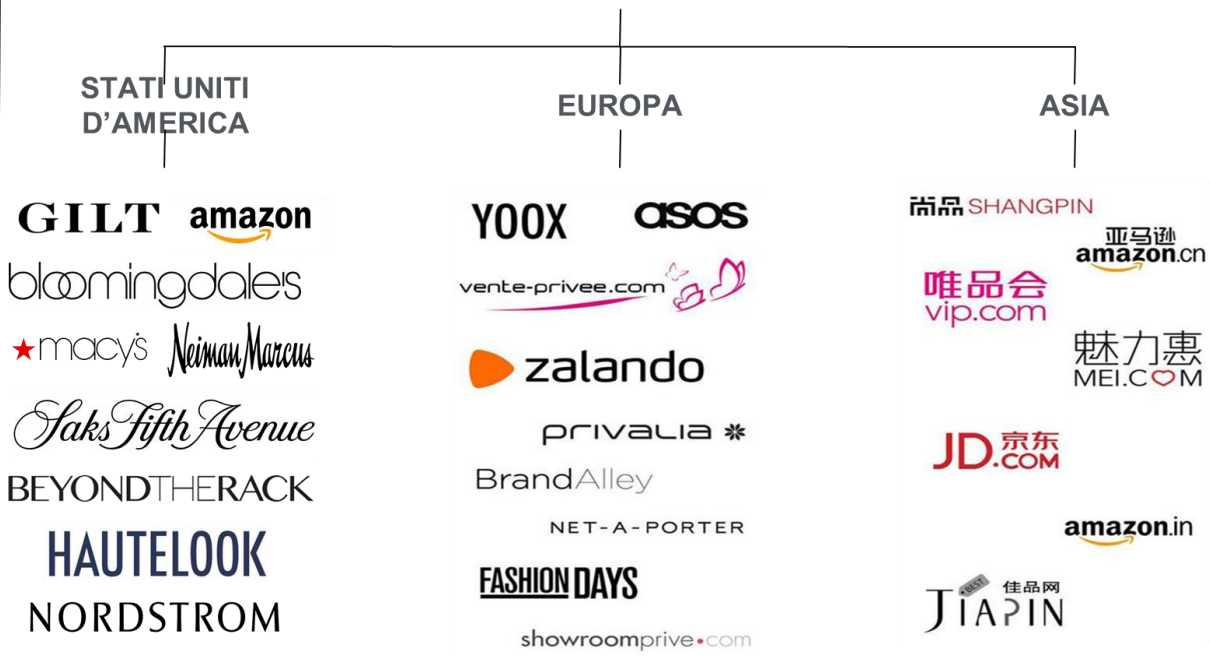 STATI UNITI
D'AMERICA
GILT
amazon
bloomingdale's
macy's
Neiman Marcus
Saks Fifth Avenue
BEYONDTHERACK
HAUTELOOK
NORDSTROM
EUROPA
YOOX
asos
vente-privee.com
zalando
PRIVALIA
BrandAlley
NET-A-PORTER
FASHION DAYS
showroomprive.com
ASIA
尚品 SHANGPIN
亚马逊
amazon.cn
唯品会
vip.com
魅力惠
MEI.COM
JD.COM 京东
amazon.in
BEST
佳品网
JIAPIN